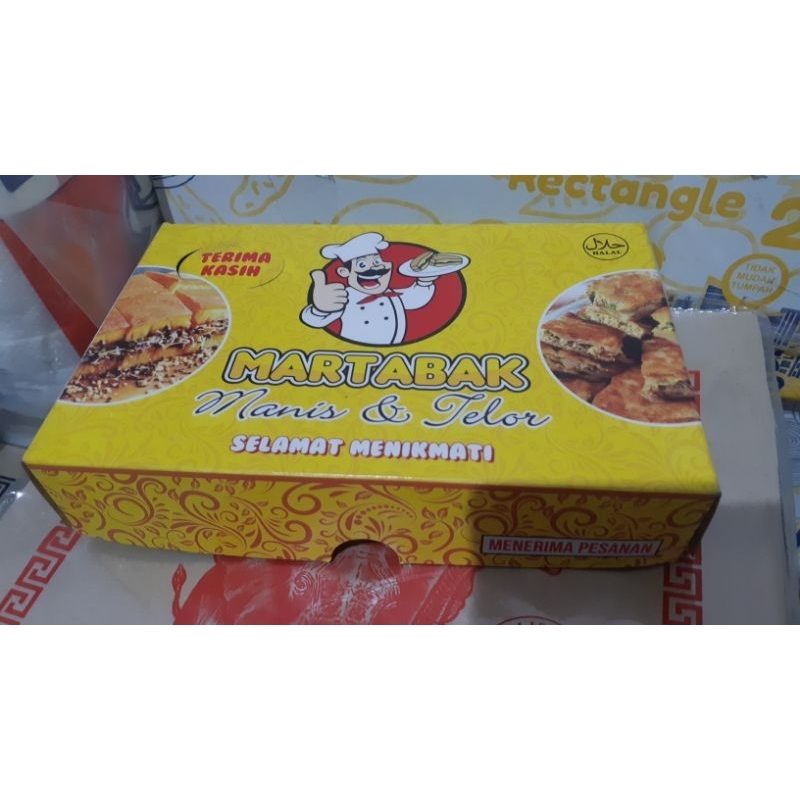 Rectangle 2
TIDAK
MUDAH
TUMPAH
TERIMA
KASIH
حلال
HALAL
MARTABAK
Manis & Telor
SELAMAT MENIKMATI
MENERIMA PESANAN